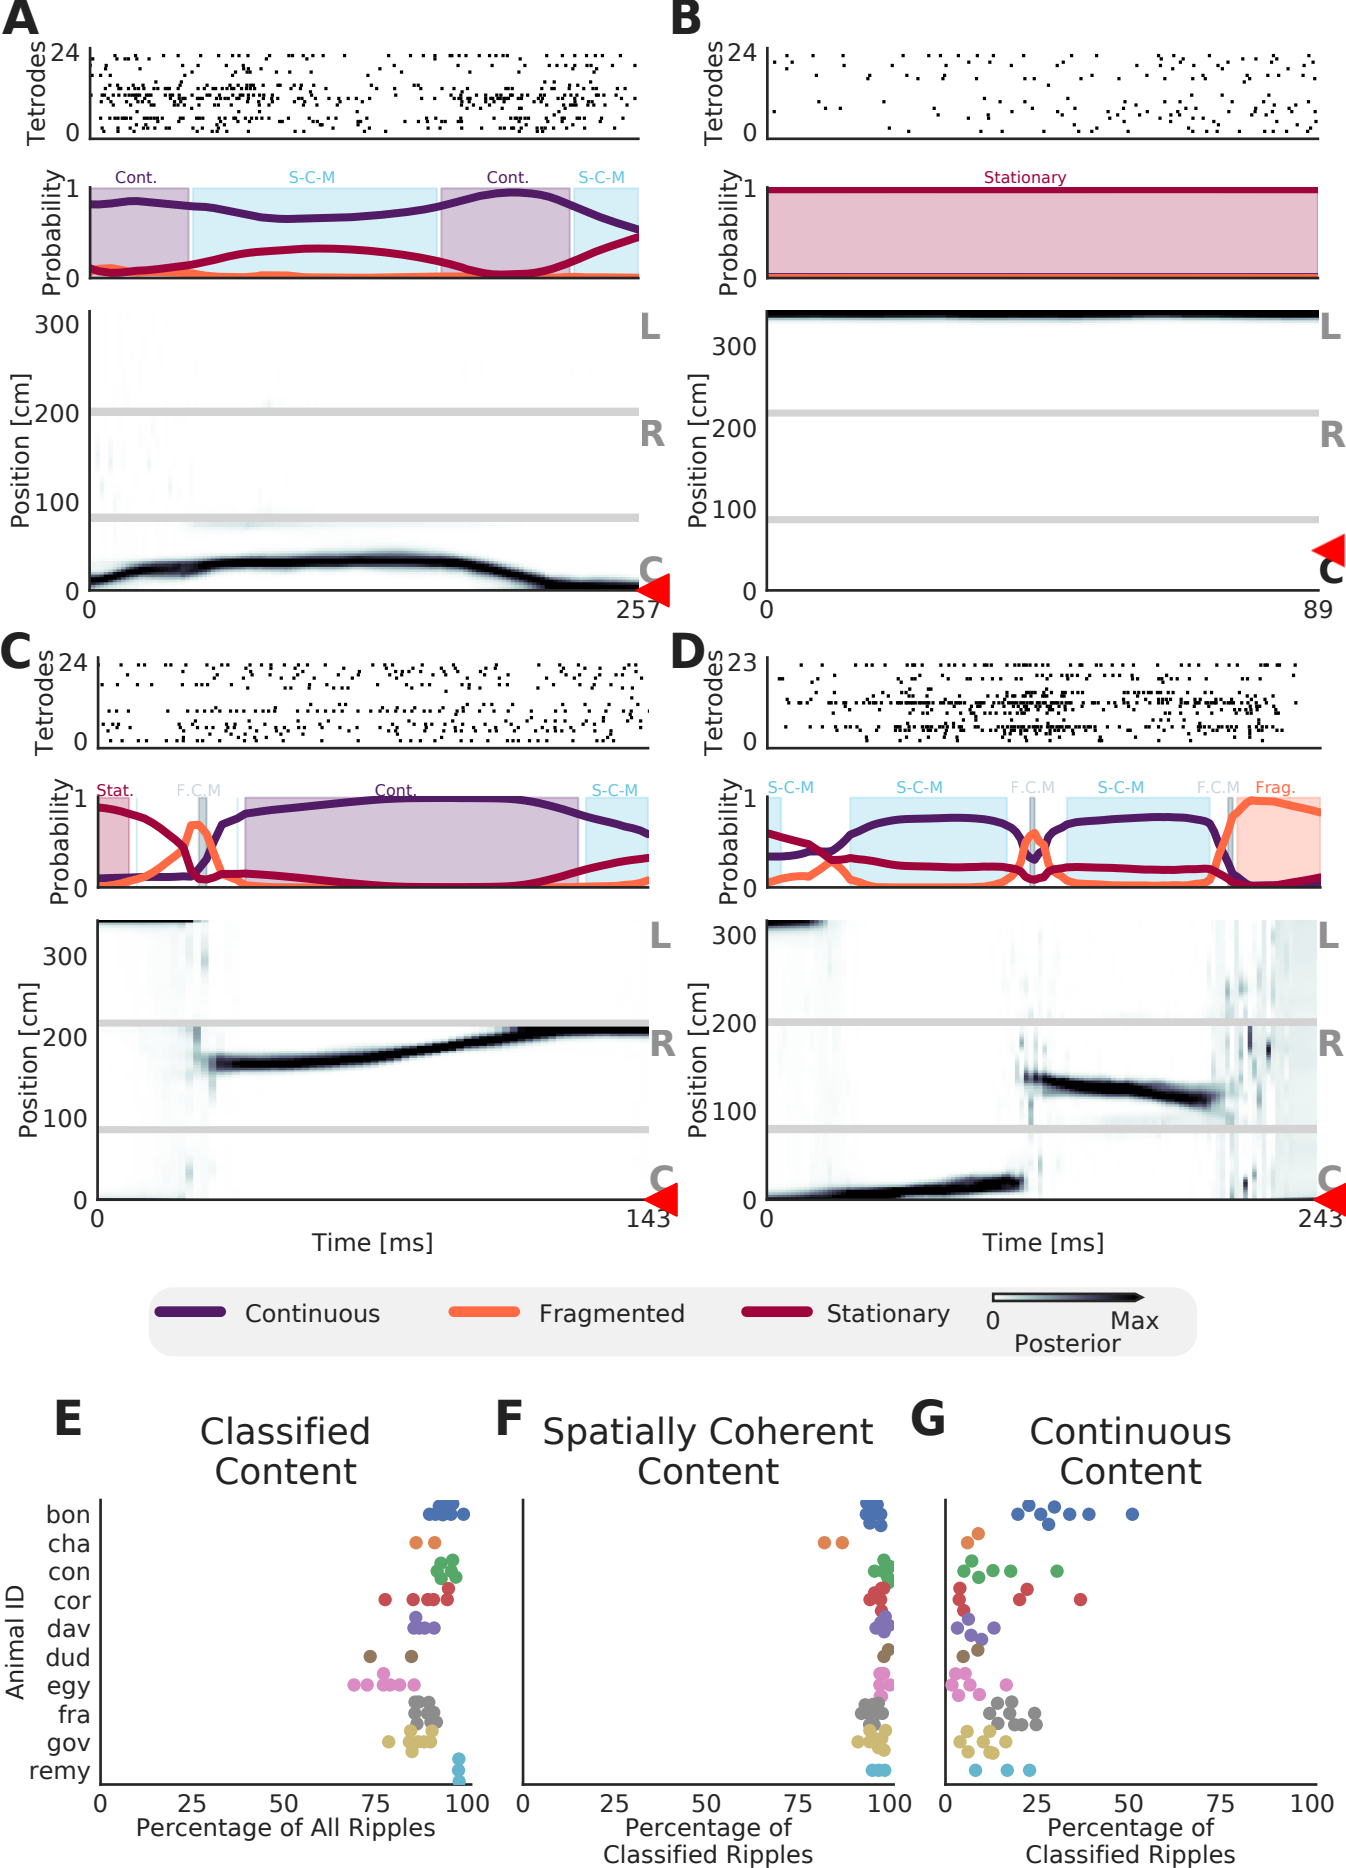 A
Tetrodes
24
0
Probability
1
0
Cont.
S-C-M
Cont.
S-C-M
Position [cm]
300
200
100
0
L
R
C
0
257
B
Tetrodes
24
0
Probability
1
0
Stationary
Position [cm]
300
200
100
0
L
R
C
0
89
C
Tetrodes
24
0
Probability
1
0
Stat.
F.C.M
Cont.
S-C-M
Position [cm]
300
200
100
0
L
R
C
0
143
Time [ms]
D
Tetrodes
23
0
Probability
1
0
S-C-M
S-C-M
F.C.M
S-C-M
F.C.M
Frag.
Position [cm]
300
200
100
0
L
R
C
0
243
Time [ms]
Continuous
Fragmented
Stationary
0
Max
Posterior
E
Classified
Content
Animal ID
bon
cha
con
cor
dav
dud
egy
fra
gov
remy
0 25 50 75 100
Percentage of All Ripples
F
Spatially Coherent
Content
0 25 50 75 100
Percentage of
Classified Ripples
G
Continuous
Content
0 25 50 75 100
Percentage of
Classified Ripples